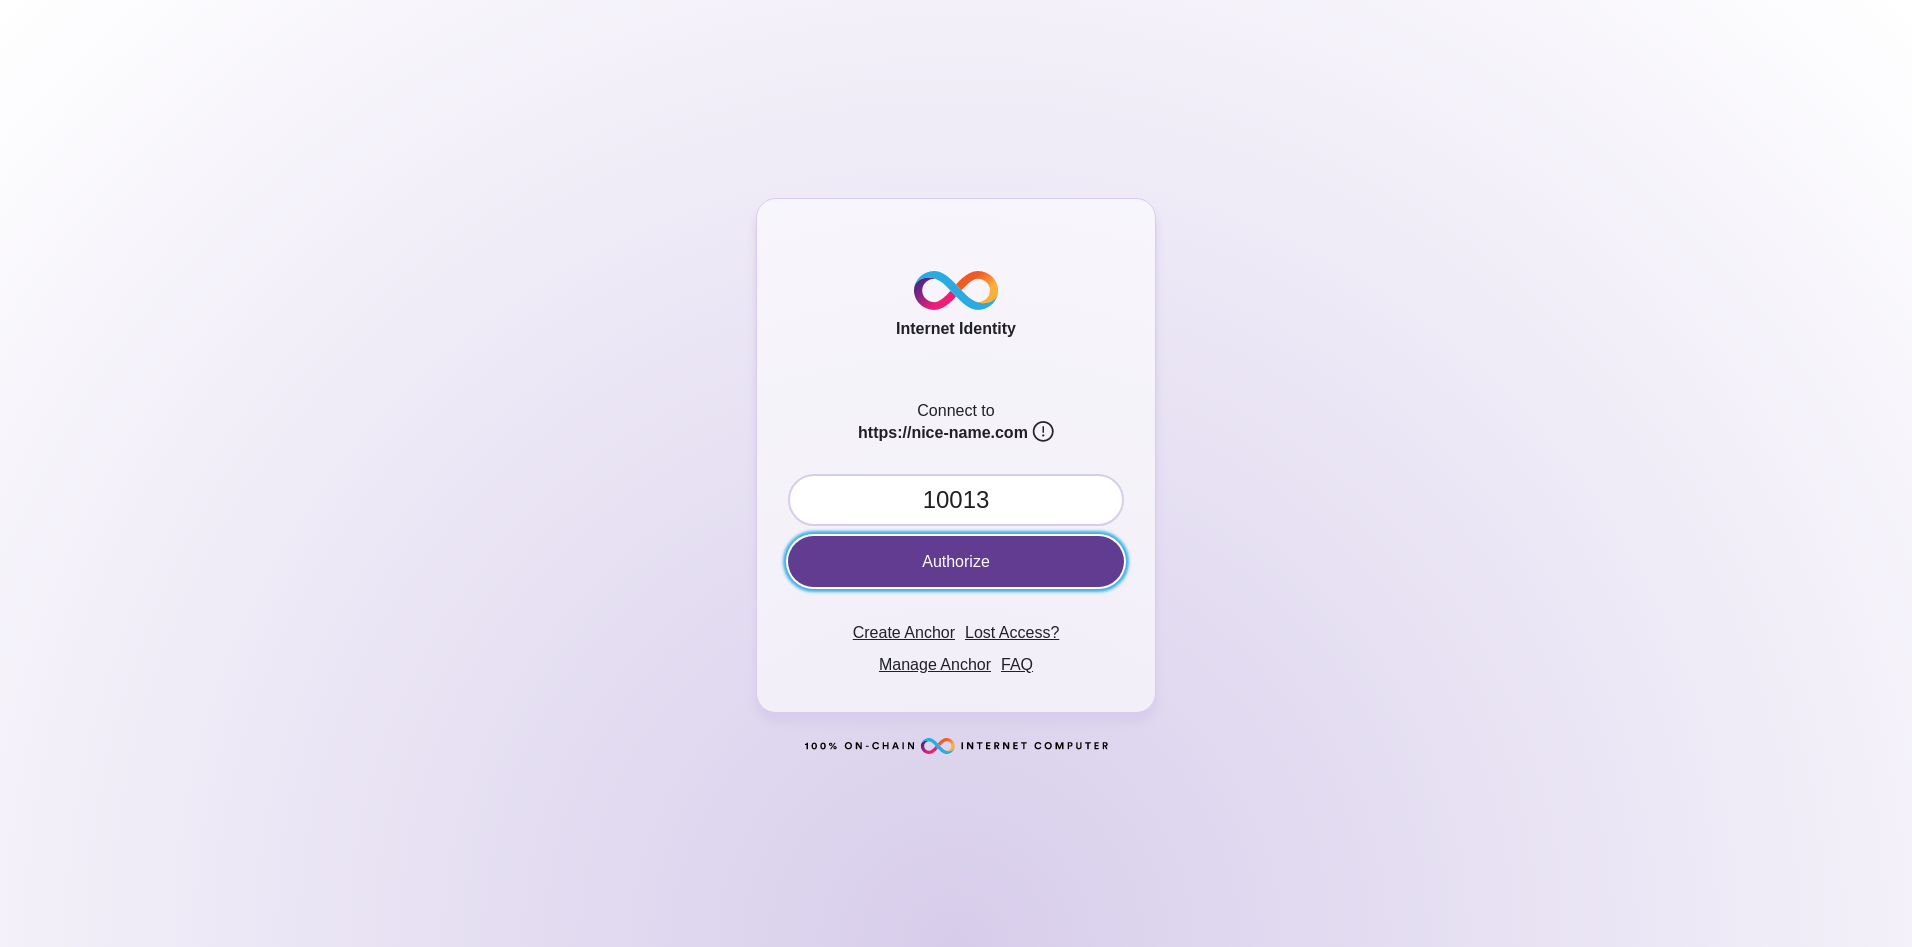 Internet Identity
Connect to
https://nice-name.com
10013
Authorize
Create Anchor Lost Access?
Manage Anchor FAQ
100% ON-CHAIN INTERNET COMPUTER